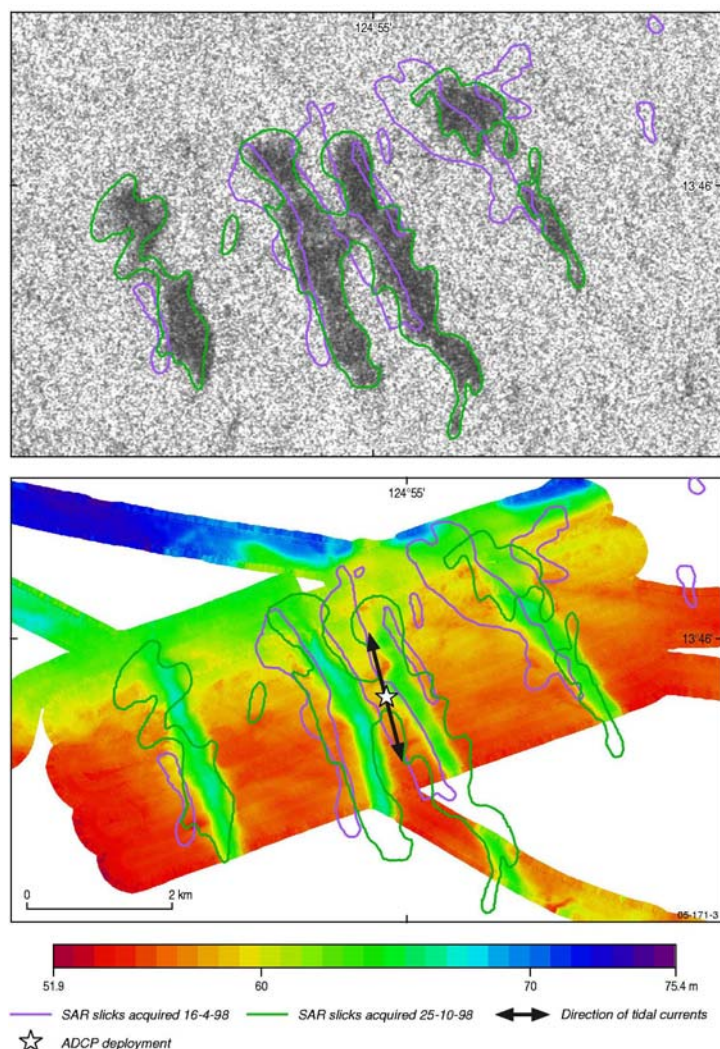 124°55'
13°46'
124°55'
13°46'
0 2 km
05-171-3
51.9 60 70 75.4 m
SAR slicks acquired 16-4-98 SAR slicks acquired 25-10-98 Direction of tidal currents
ADCP deployment